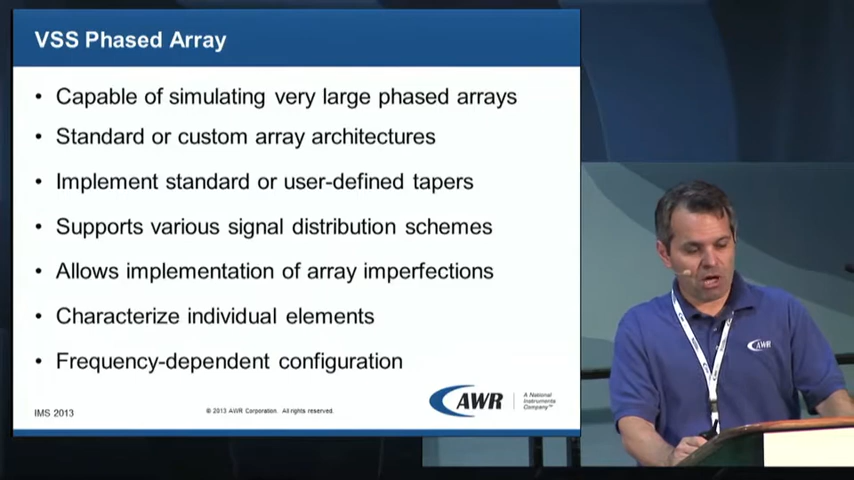 VSS Phased Array
• Capable of simulating very large phased arrays
• Standard or custom array architectures
• Implement standard or user-defined tapers
• Supports various signal distribution schemes
• Allows implementation of array imperfections
• Characterize individual elements
• Frequency-dependent configuration
IMS 2013
© 2013 AWR Corporation. All rights reserved.
AWR
A National
Instruments
Company™
AWR